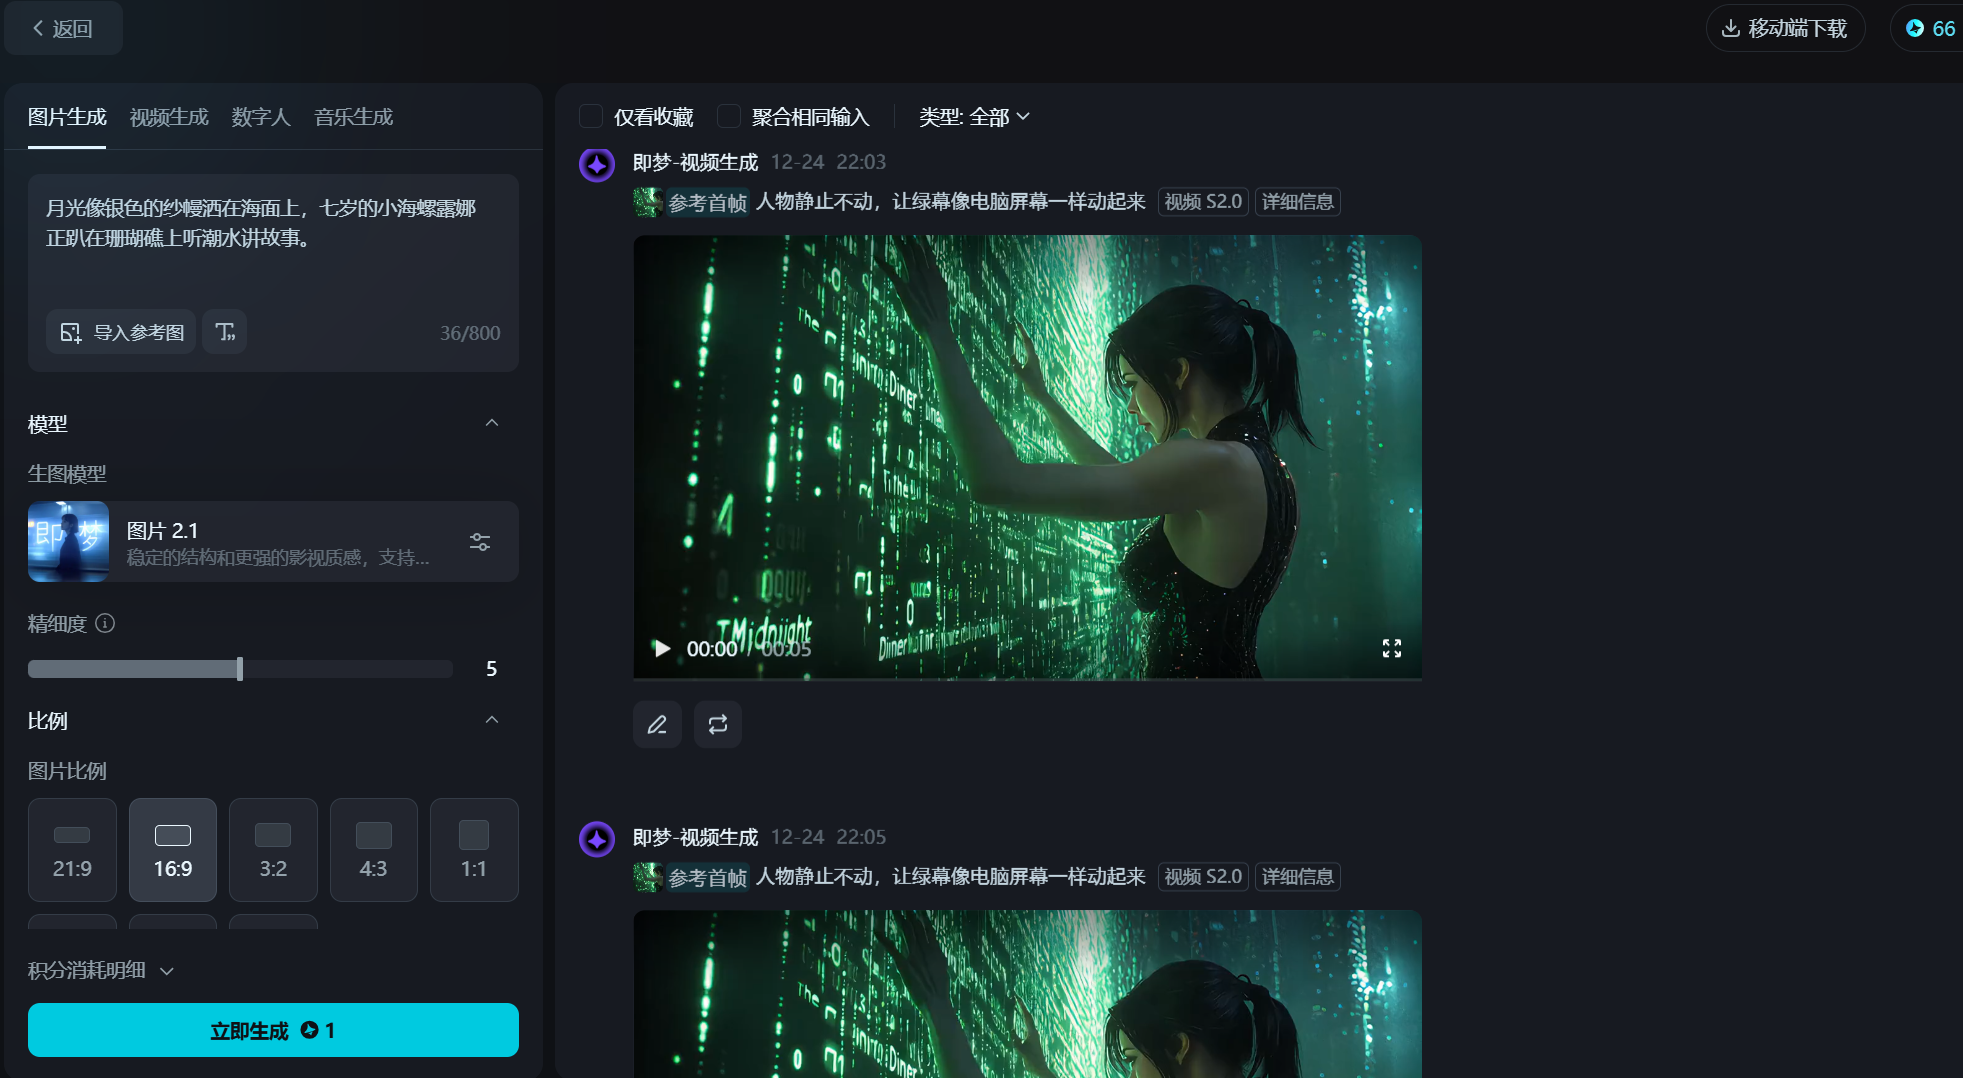 返回
移动端下载
66
图片生成 视频生成 数字人 音乐生成
月光像银色的纱幔洒在海面上，七岁的小海螺露娜
正趴在珊瑚礁上听潮水讲故事。
导入参考图
36/800
模型
生图模型
即梦
图片 2.1
稳定的结构和更强的影视质感，支持...
精细度
5
比例
图片比例
21:9 16:9 3:2 4:3 1:1
积分消耗明细
立即生成 1
仅看收藏 聚合相同输入 类型: 全部
即梦-视频生成 12-24 22:03
参考首帧 人物静止不动，让绿幕像电脑屏幕一样动起来 视频 S2.0 详细信息
The
Diner
Midnight
00:00 / 00:05
即梦-视频生成 12-24 22:05
参考首帧 人物静止不动，让绿幕像电脑屏幕一样动起来 视频 S2.0 详细信息
The
Diner